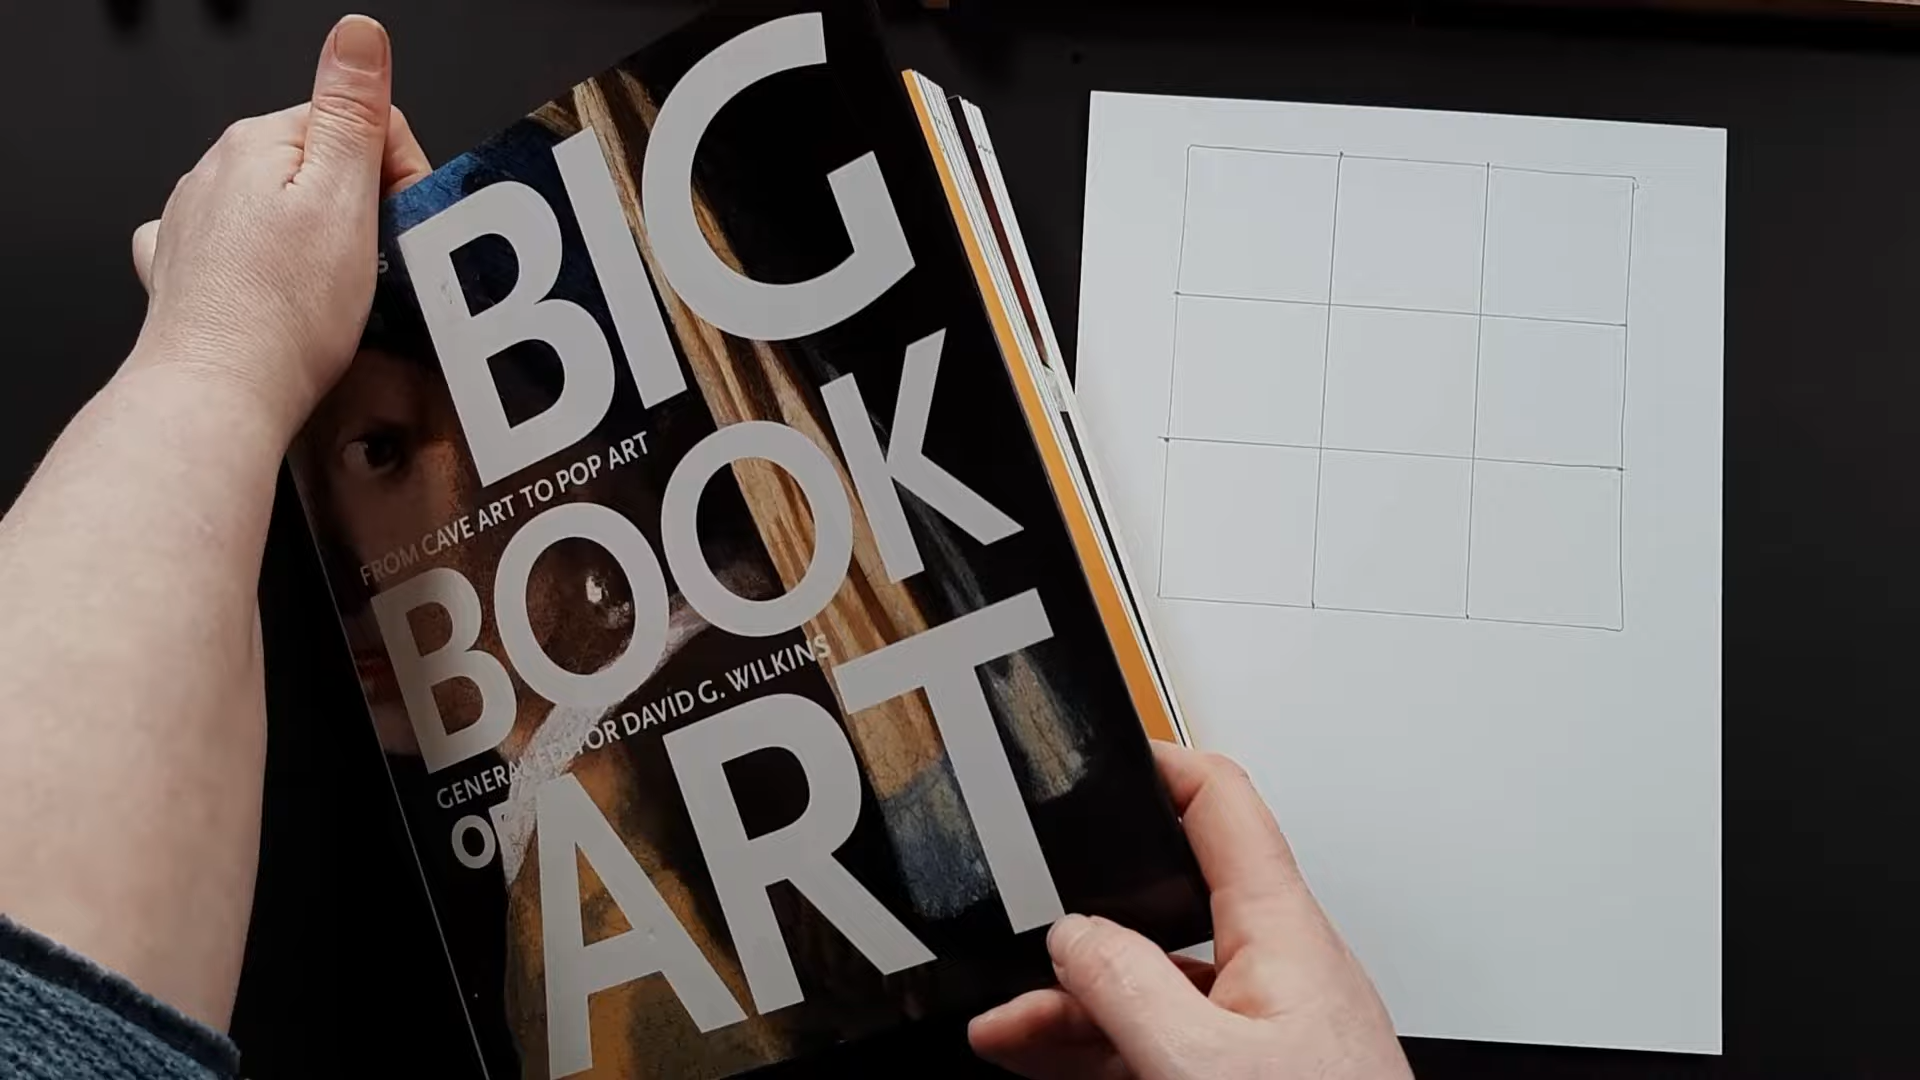 BIG
FROM CAVE ART TO POP ART
BOOK
GENERAL EDITOR DAVID G. WILKINS
OF ART